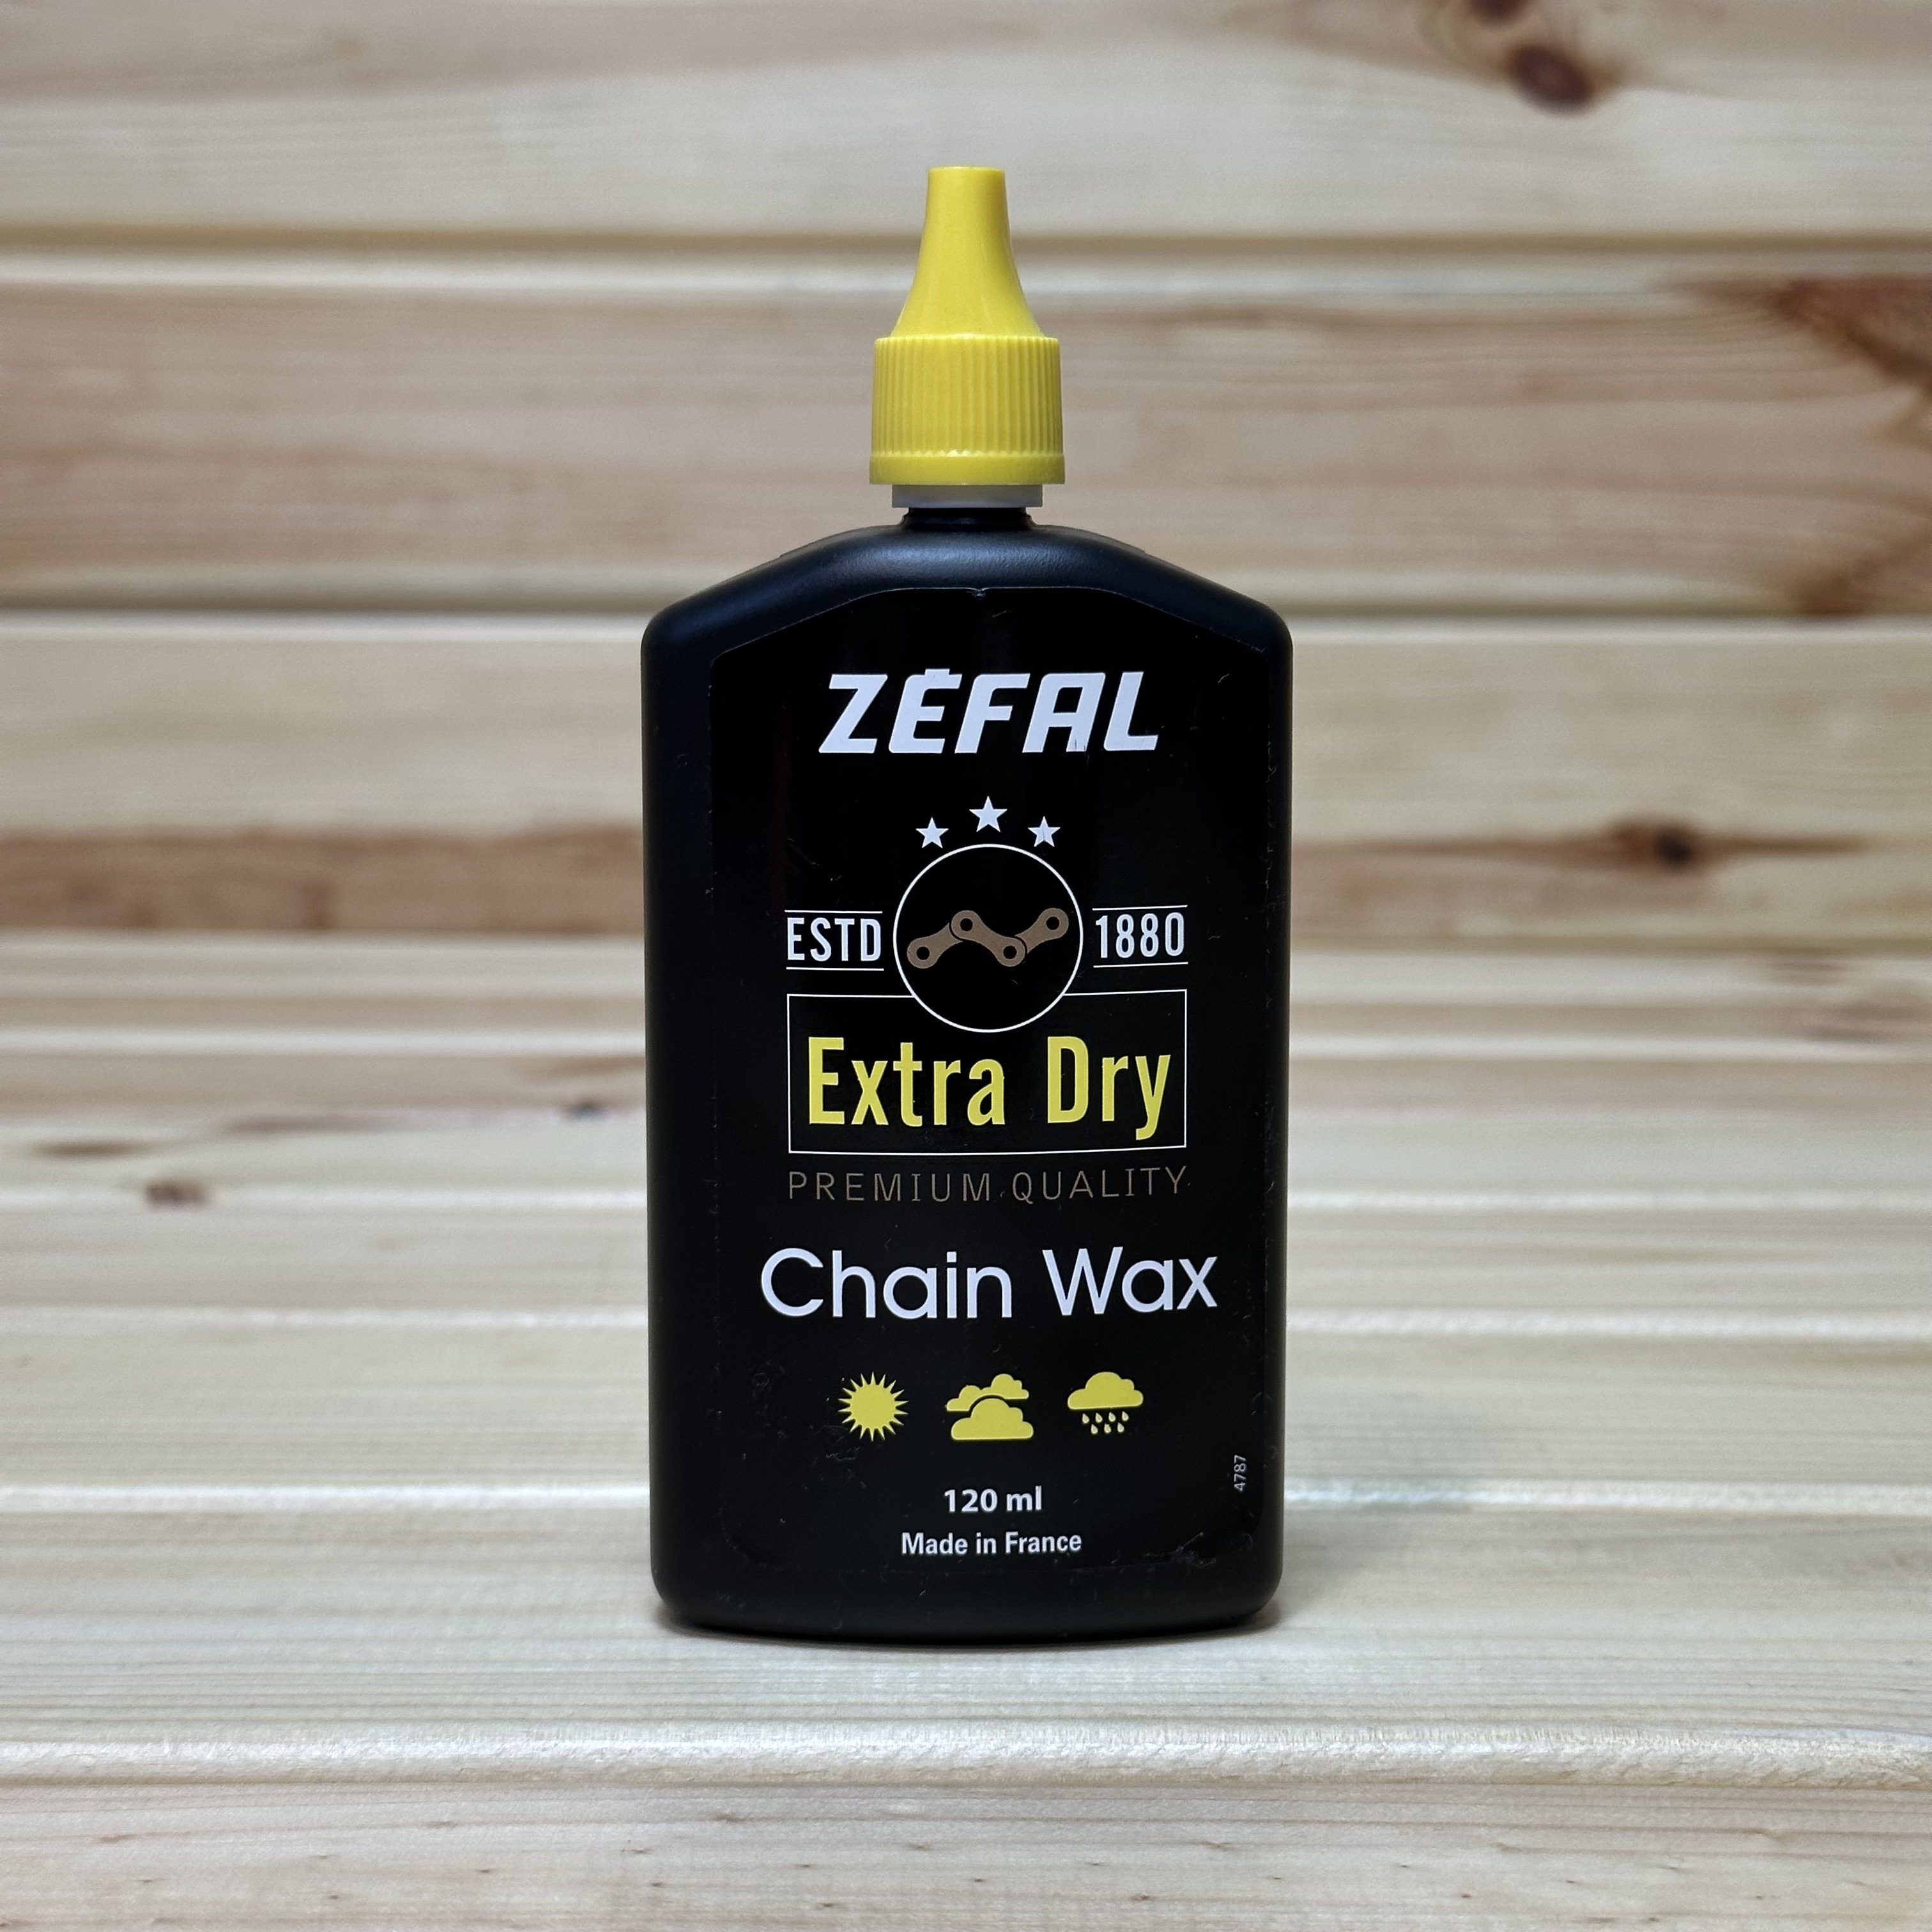 ZÉFAL
ESTD 1880
Extra Dry
PREMIUM QUALITY
Chain Wax
4787
120 ml
Made in France